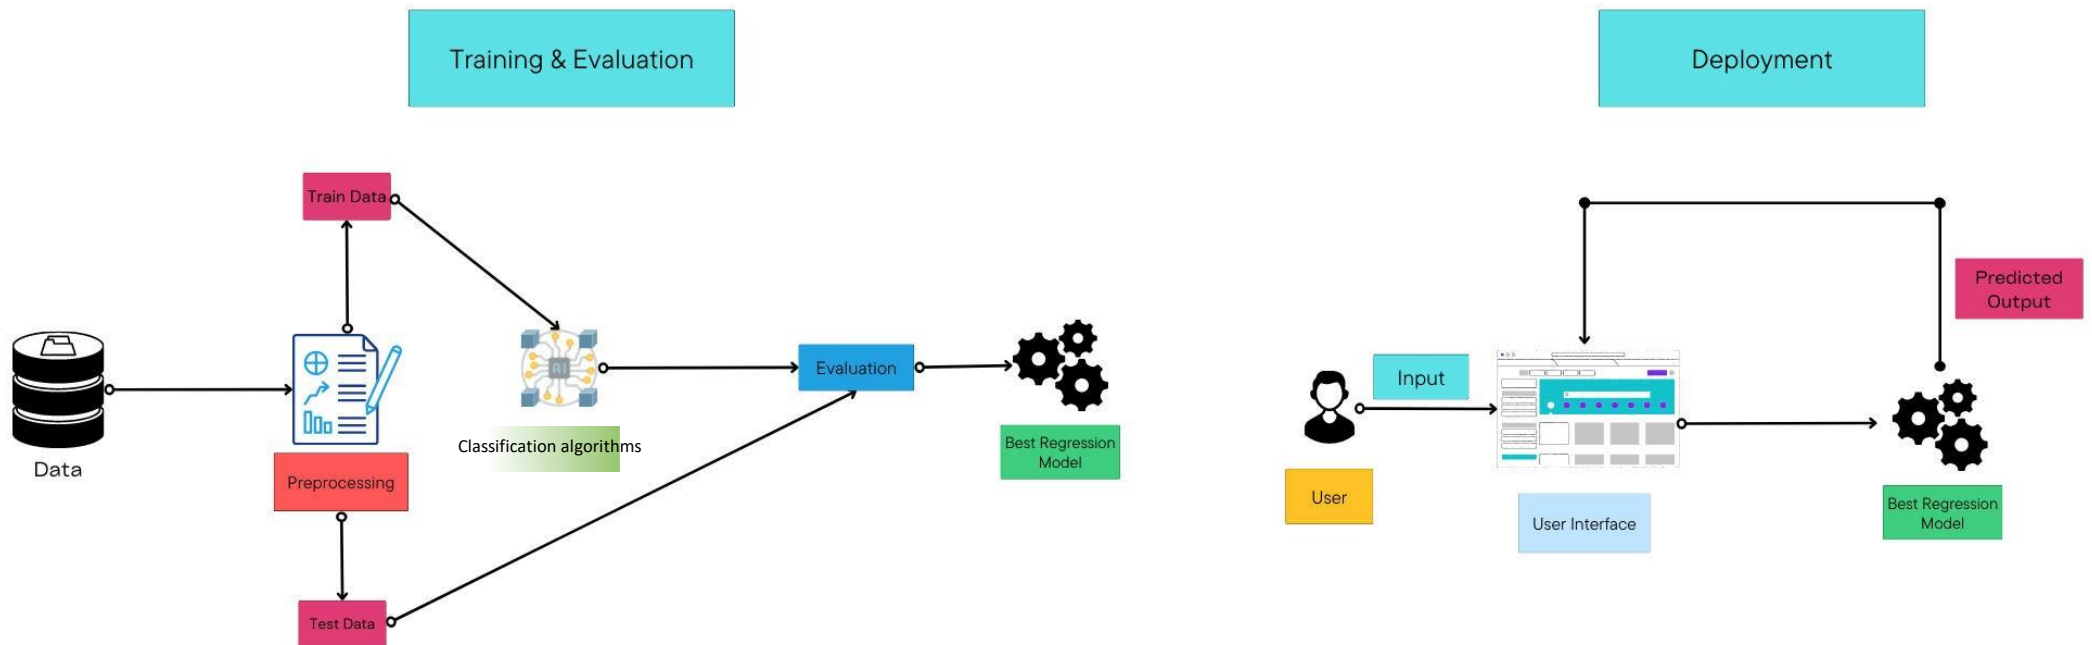 Training & Evaluation
Train Data
Data
Preprocessing
Test Data
AI
Classification algorithms
Evaluation
Best Regression
Model
Deployment
Predicted
Output
Input
User
User Interface
Best Regression
Model